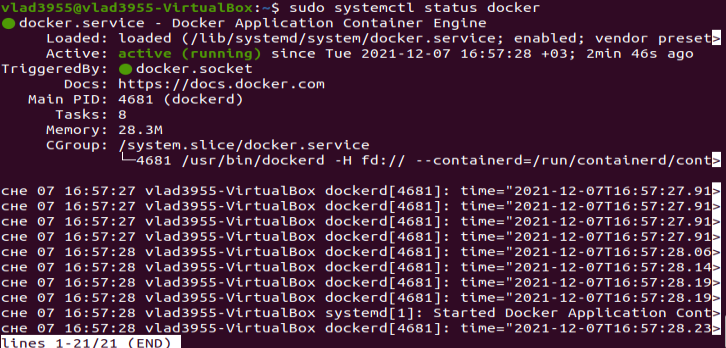 vlad3955@vlad3955-VirtualBox:~$ sudo systemctl status docker
● docker.service - Docker Application Container Engine
Loaded: loaded (/lib/systemd/system/docker.service; enabled; vendor preset>
Active: active (running) since Tue 2021-12-07 16:57:28 +03; 2min 46s ago
TriggeredBy: ● docker.socket
Docs: https://docs.docker.com
Main PID: 4681 (dockerd)
Tasks: 8
Memory: 28.3M
CGroup: /system.slice/docker.service
└─4681 /usr/bin/dockerd -H fd:// --containerd=/run/containerd/cont>
сне 07 16:57:27 vlad3955-VirtualBox dockerd[4681]: time="2021-12-07T16:57:27.91>
сне 07 16:57:27 vlad3955-VirtualBox dockerd[4681]: time="2021-12-07T16:57:27.91>
сне 07 16:57:27 vlad3955-VirtualBox dockerd[4681]: time="2021-12-07T16:57:27.91>
сне 07 16:57:27 vlad3955-VirtualBox dockerd[4681]: time="2021-12-07T16:57:27.91>
сне 07 16:57:28 vlad3955-VirtualBox dockerd[4681]: time="2021-12-07T16:57:28.06>
сне 07 16:57:28 vlad3955-VirtualBox dockerd[4681]: time="2021-12-07T16:57:28.14>
сне 07 16:57:28 vlad3955-VirtualBox dockerd[4681]: time="2021-12-07T16:57:28.19>
сне 07 16:57:28 vlad3955-VirtualBox dockerd[4681]: time="2021-12-07T16:57:28.19>
сне 07 16:57:28 vlad3955-VirtualBox systemd[1]: Started Docker Application Cont>
сне 07 16:57:28 vlad3955-VirtualBox dockerd[4681]: time="2021-12-07T16:57:28.23>
lines 1-21/21 (END)